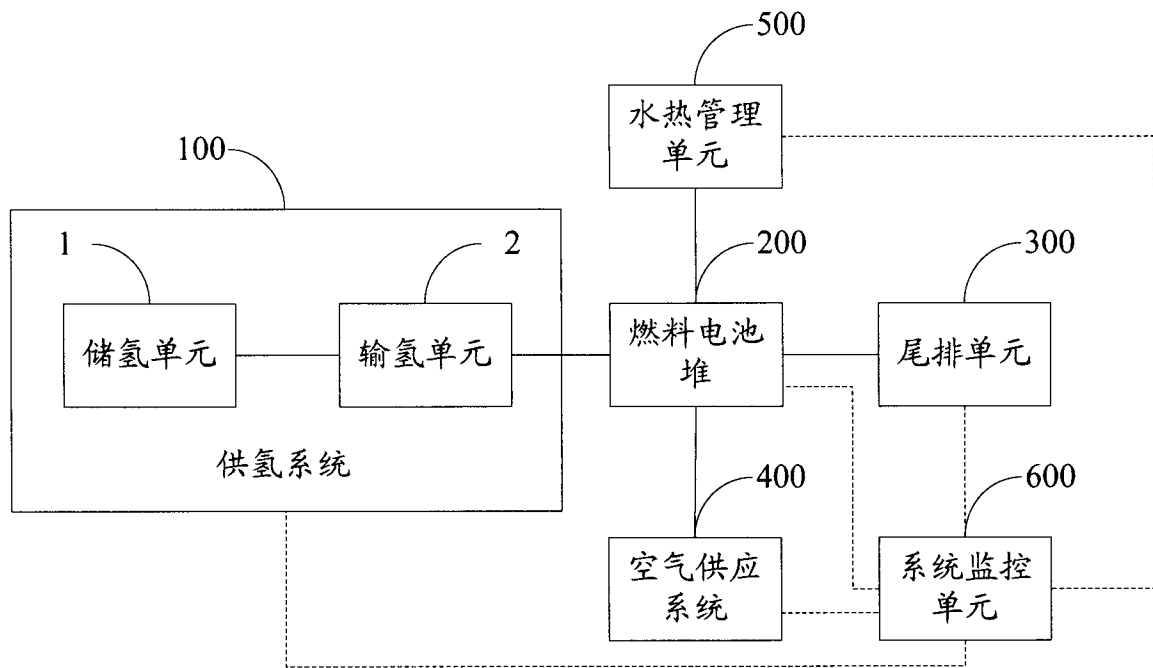 500
水热管理
单元
100
1
2
200
300
储氢单元
输氢单元
燃料电池
堆
尾排单元
供氢系统
400
600
空气供应
系统
系统监控
单元